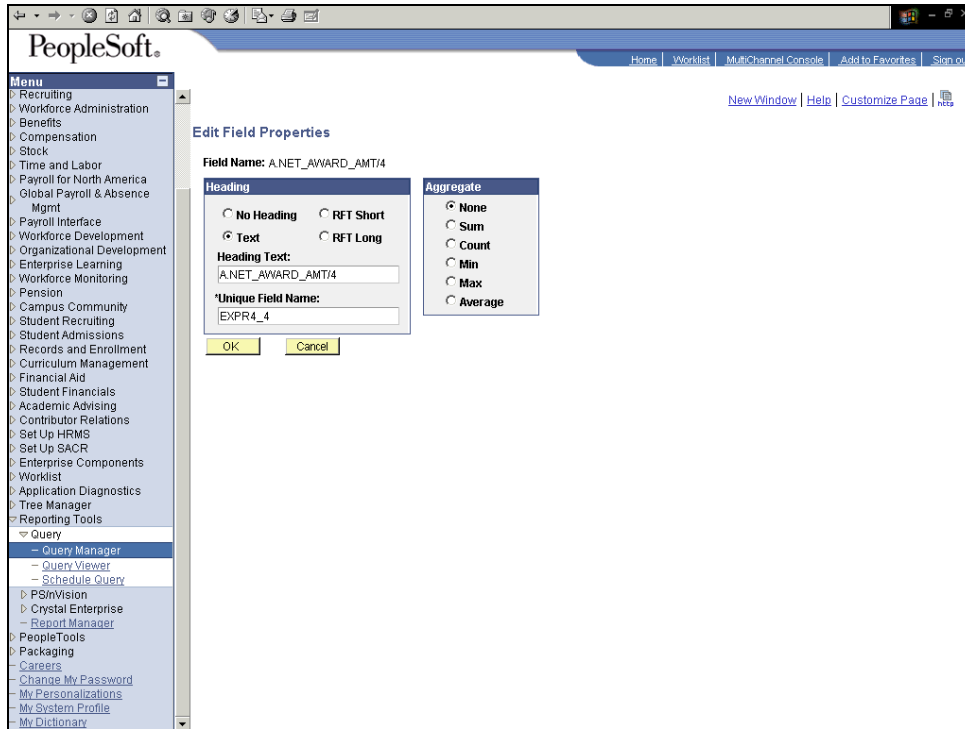 PeopleSoft®
Home | Worklist | MultiChannel Console | Add to Favorites | Sign ou
Menu
Recruiting
Workforce Administration
Benefits
Compensation
Stock
Time and Labor
Payroll for North America
Global Payroll & Absence
Mgmt
Payroll Interface
Workforce Development
Organizational Development
Enterprise Learning
Workforce Monitoring
Pension
Campus Community
Student Recruiting
Student Admissions
Records and Enrollment
Curriculum Management
Financial Aid
Student Financials
Academic Advising
Contributor Relations
Set Up HRMS
Set Up SACR
Enterprise Components
Worklist
Application Diagnostics
Tree Manager
Reporting Tools
Query
– Query Manager
– Query Viewer
– Schedule Query
PS/nVision
Crystal Enterprise
– Report Manager
PeopleTools
Packaging
– Careers
– Change My Password
– My Personalizations
– My System Profile
– My Dictionary
New Window | Help | Customize Page | http
Edit Field Properties
Field Name: A.NET_AWARD_AMT/4
Heading
No Heading RFT Short
Text RFT Long
Heading Text:
A.NET_AWARD_AMT/4
*Unique Field Name:
EXPR4_4
OK Cancel
Aggregate
None
Sum
Count
Min
Max
Average